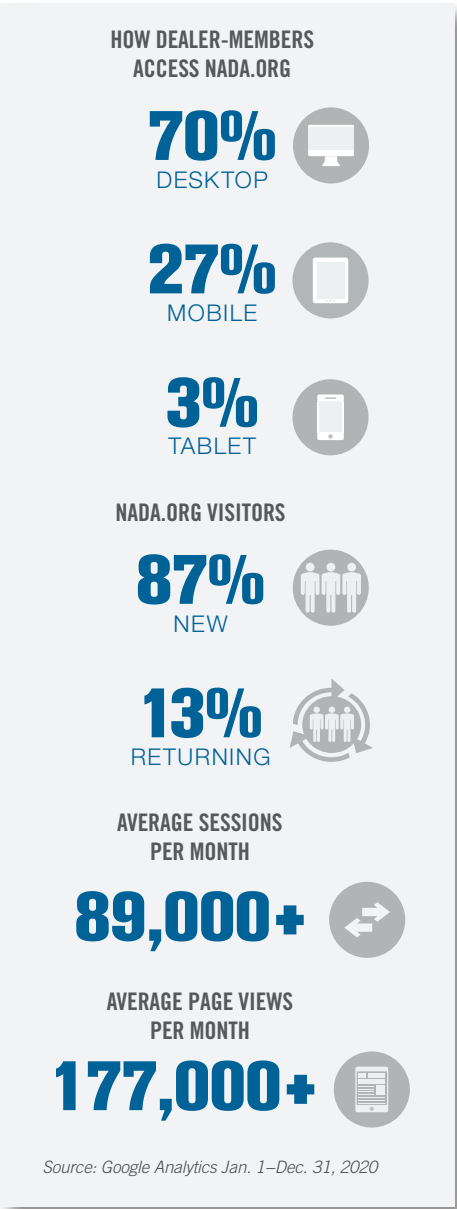 HOW DEALER-MEMBERS
ACCESS NADA.ORG
70%
DESKTOP
27%
MOBILE
3%
TABLET
NADA.ORG VISITORS
87%
NEW
13%
RETURNING
AVERAGE SESSIONS
PER MONTH
89,000+
AVERAGE PAGE VIEWS
PER MONTH
177,000+
Source: Google Analytics Jan. 1–Dec. 31, 2020